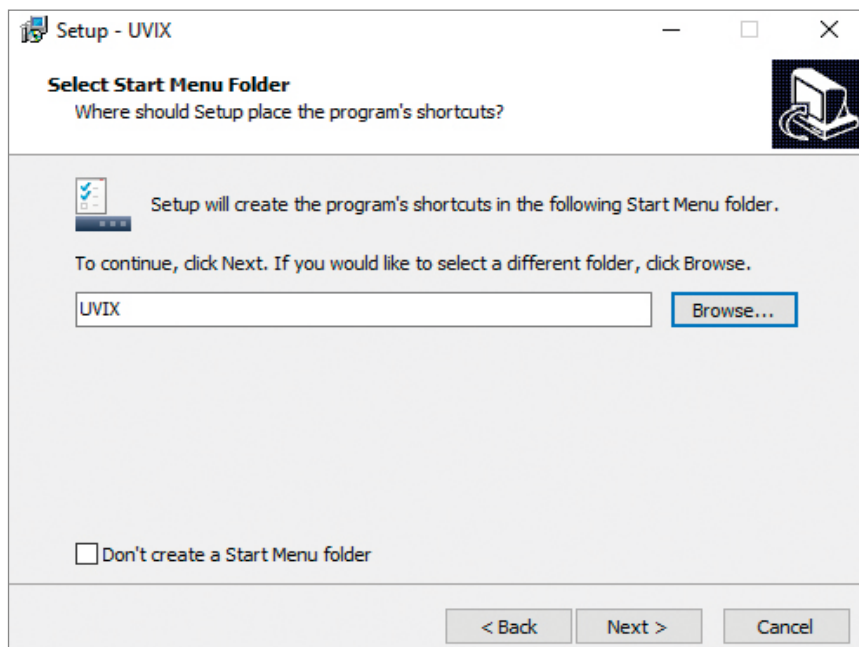 Setup - UVIX
Select Start Menu Folder
Where should Setup place the program's shortcuts?
Setup will create the program's shortcuts in the following Start Menu folder.
To continue, click Next. If you would like to select a different folder, click Browse.
UVIX
Browse...
Don't create a Start Menu folder
< Back
Next >
Cancel